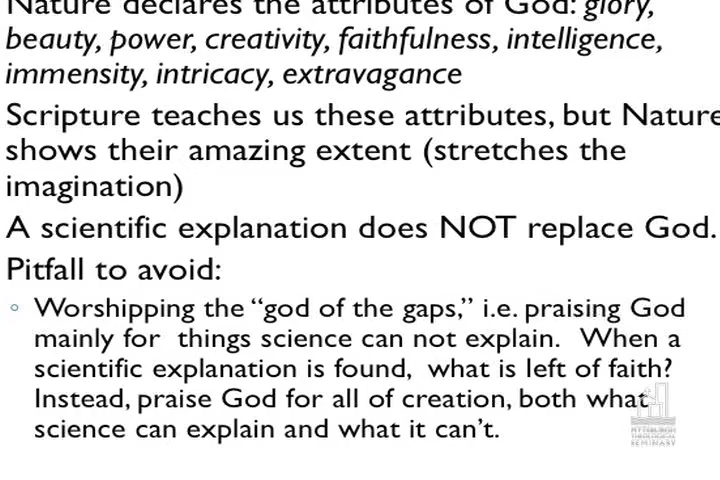 Nature declares the attributes of God: glory,
beauty, power, creativity, faithfulness, intelligence,
immensity, intricacy, extravagance
Scripture teaches us these attributes, but Nature
shows their amazing extent (stretches the
imagination)
A scientific explanation does NOT replace God.
Pitfall to avoid:
Worshipping the “god of the gaps,” i.e. praising God
mainly for things science can not explain. When a
scientific explanation is found, what is left of faith?
Instead, praise God for all of creation, both what
science can explain and what it can’t.
PITTSBURGH
THEOLOGICAL
SEMINARY